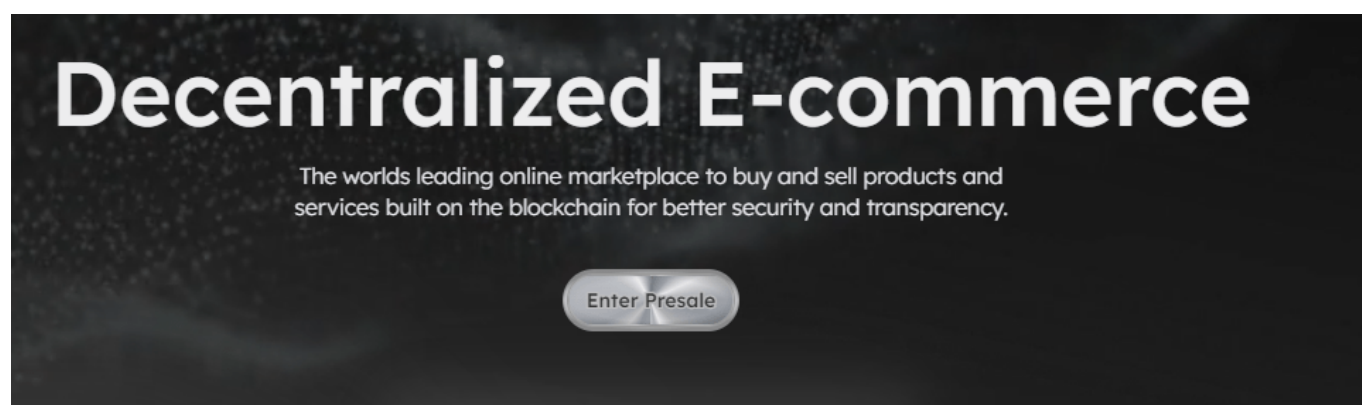 Decentralized E-commerce
The worlds leading online marketplace to buy and sell products and
services built on the blockchain for better security and transparency.
Enter Presale